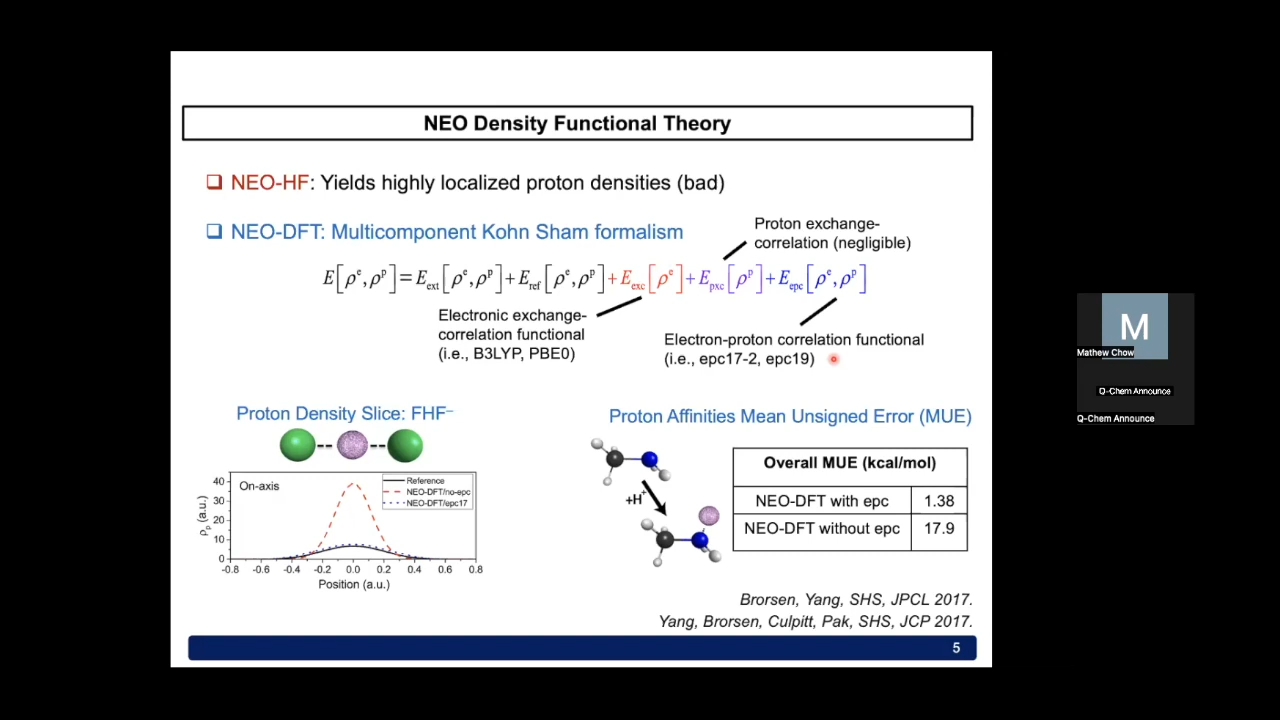 NEO Density Functional Theory
❑ NEO-HF: Yields highly localized proton densities (bad)
❑ NEO-DFT: Multicomponent Kohn Sham formalism
Proton exchange-
correlation (negligible)
E[ρᵉ,ρᵖ]=E_ext[ρᵉ,ρᵖ]+E_ref[ρᵉ,ρᵖ]+E_exc[ρᵉ]+E_pxc[ρᵖ]+E_epc[ρᵉ,ρᵖ]
Electronic exchange-
correlation functional
(i.e., B3LYP, PBE0)
Electron-proton correlation functional
(i.e., epc17-2, epc19)
Proton Density Slice: FHF⁻
On-axis
Reference
NEO-DFT/no-epc
NEO-DFT/epc17
ρₚ (a.u.)
40
30
20
10
0
-0.8 -0.6 -0.4 -0.2 0.0 0.2 0.4 0.6 0.8
Position (a.u.)
Proton Affinities Mean Unsigned Error (MUE)
+H⁺
Overall MUE (kcal/mol)
NEO-DFT with epc 1.38
NEO-DFT without epc 17.9
Brorsen, Yang, SHS, JPCL 2017.
Yang, Brorsen, Culpitt, Pak, SHS, JCP 2017.
5
M
Mathew Chow
Q-Chem Announce
Q-Chem Announce